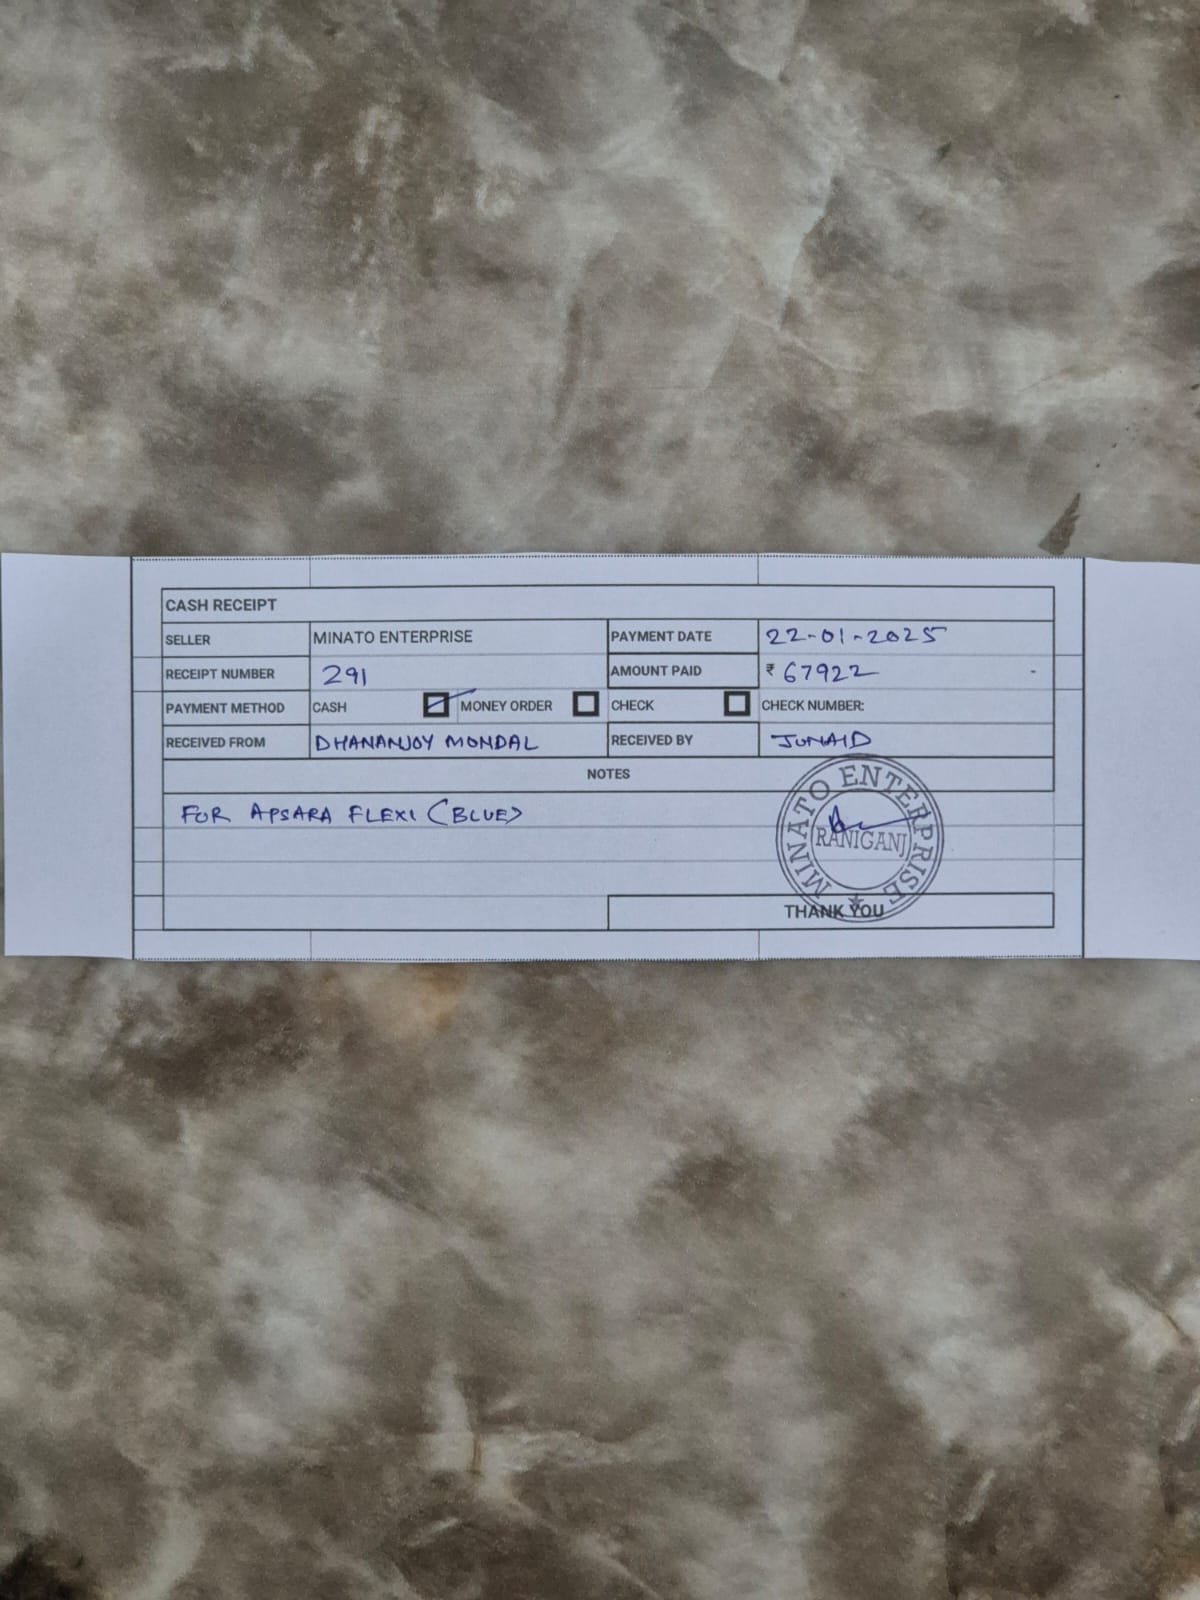 CASH RECEIPT
SELLER MINATO ENTERPRISE PAYMENT DATE 22-01-2025
RECEIPT NUMBER 291 AMOUNT PAID ₹ 67922
PAYMENT METHOD CASH MONEY ORDER CHECK CHECK NUMBER:
RECEIVED FROM DHANANJOY MONDAL RECEIVED BY JUNAID
NOTES
FOR APSARA FLEXI (BLUE)
MINATO ENTERPRISE
RANIGANJ
THANK YOU